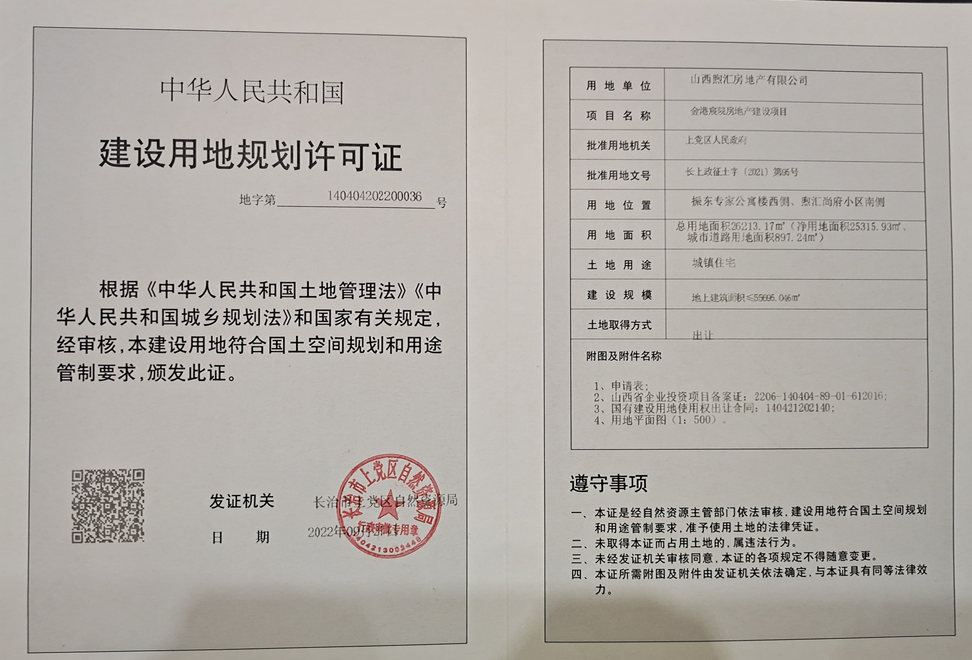 中华人民共和国
建设用地规划许可证
地字第 140404202200036 号
根据《中华人民共和国土地管理法》《中
华人民共和国城乡规划法》和国家有关规定，
经审核，本建设用地符合国土空间规划和用途
管制要求，颁发此证。
发证机关 长治市上党区自然资源局
日 期 2022年09月
长治市上党区自然资源局
行政审批专用章
用地单位 山西煦汇房地产有限公司
项目名称 房地产建设项目
批准用地机关 上党区人民政府
批准用地文号 长上政征土字（2021）第95号
用地位置 振东专家公寓楼西侧、煦汇尚府小区南侧
用地面积 总用地面积26213.17㎡（净用地面积25315.93㎡、
城市道路用地面积897.24㎡）
土地用途 城镇住宅
建设规模 地上建筑面积≤55695.046㎡
土地取得方式 出让
附图及附件名称
1、申请表；
2、山西省企业投资项目备案证：2206-140404-89-01-612016；
3、国有建设用地使用权出让合同：140421202140；
4、用地平面图（1：500）。
遵守事项
一、本证是经自然资源主管部门依法审核，建设用地符合国土空间规划
和用途管制要求，准予使用土地的法律凭证。
二、未取得本证而占用土地的，属违法行为。
三、未经发证机关审核同意，本证的各项规定不得随意变更。
四、本证所需附图及附件由发证机关依法确定，与本证具有同等法律效
力。